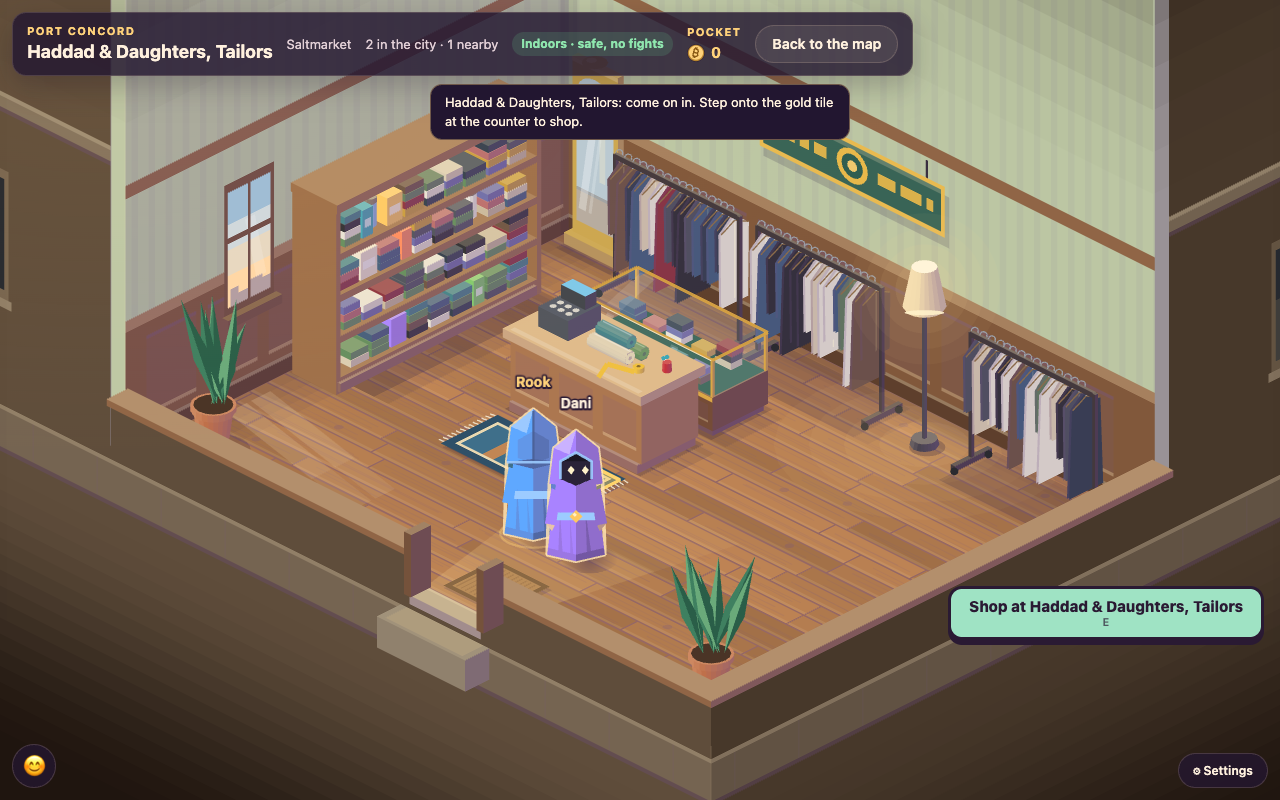 PORT CONCORD
Haddad & Daughters, Tailors
Saltmarket
2 in the city · 1 nearby
Indoors · safe, no fights
POCKET
0
Back to the map
Haddad & Daughters, Tailors: come on in. Step onto the gold tile
at the counter to shop.
Rook
Dani
Shop at Haddad & Daughters, Tailors
E
Settings